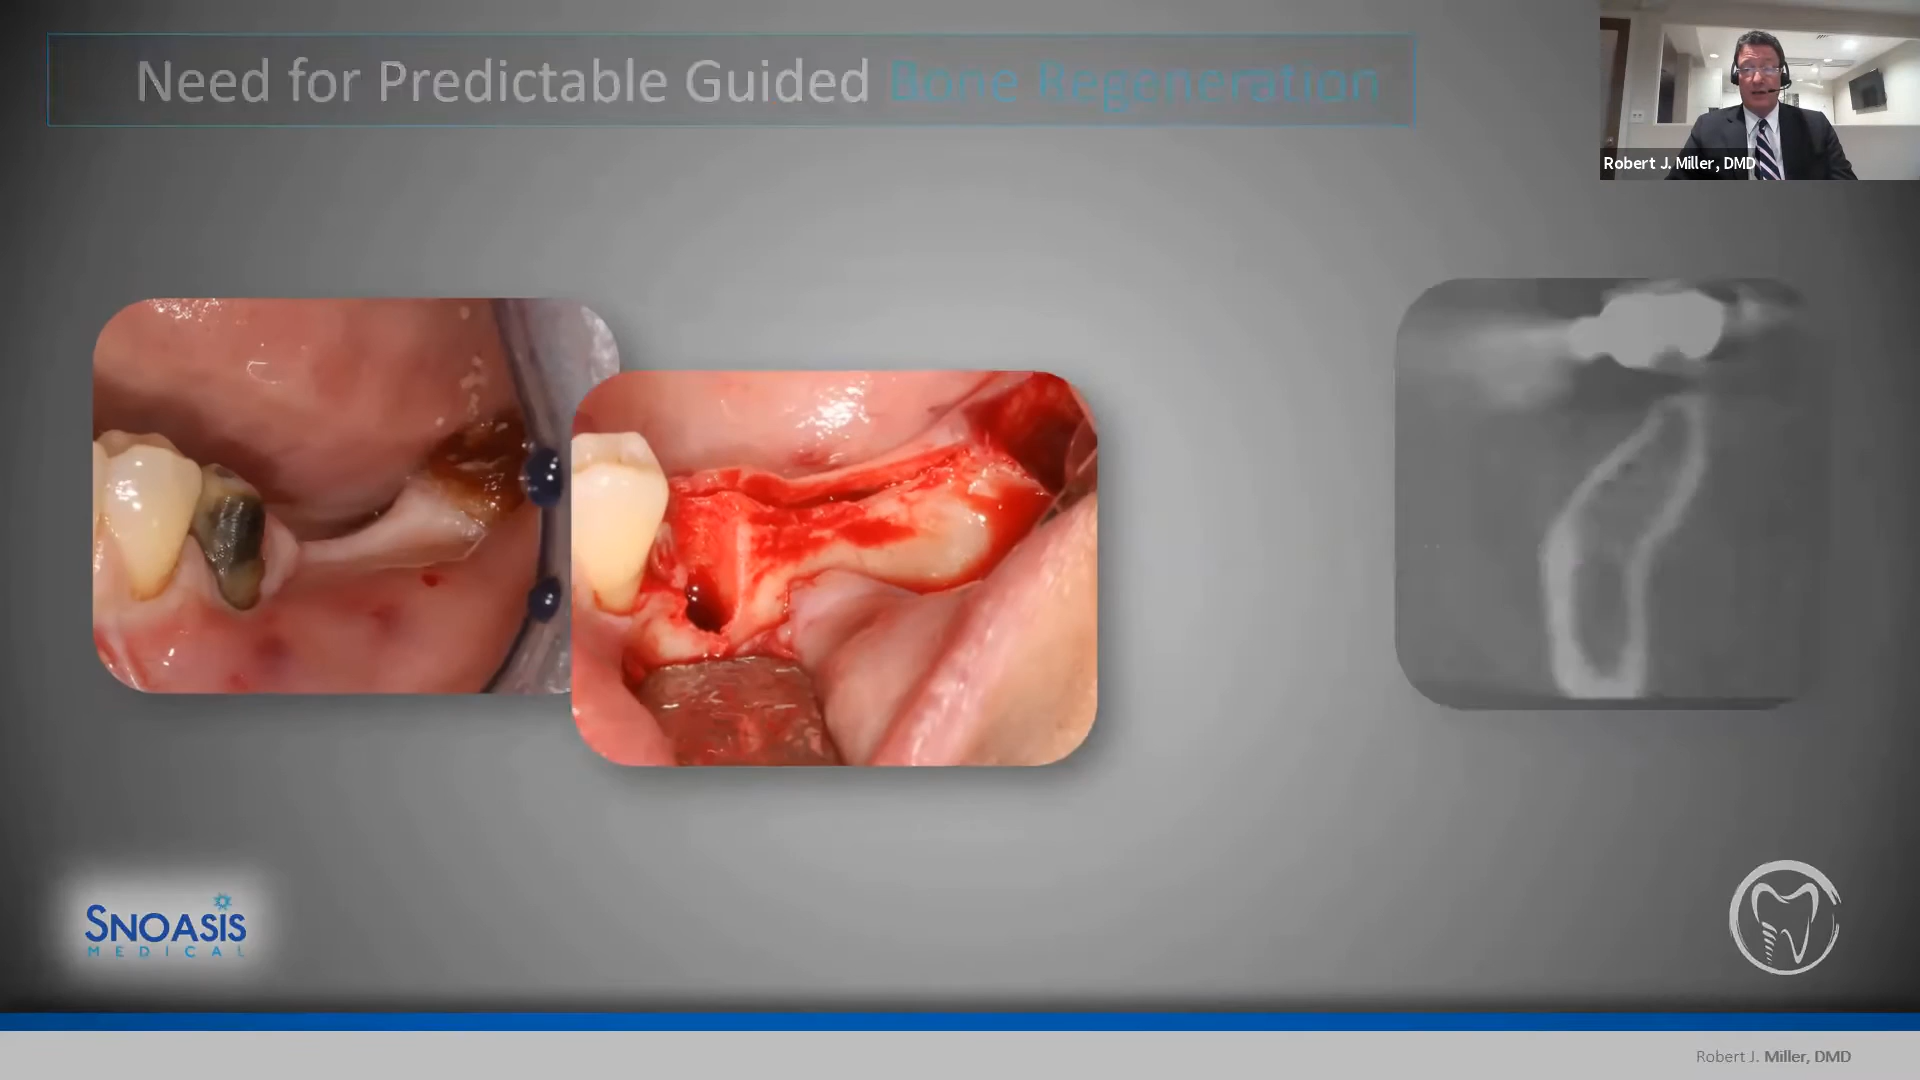 Need for Predictable Guided Bone Regeneration
Robert J. Miller, DMD
SNOASIS
MEDICAL
Robert J. Miller, DMD